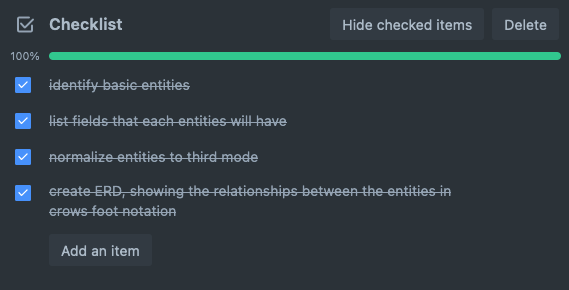 Checklist
Hide checked items
Delete
100%
identify basic entities
list fields that each entities will have
normalize entities to third mode
create ERD, showing the relationships between the entities in
crows foot notation
Add an item